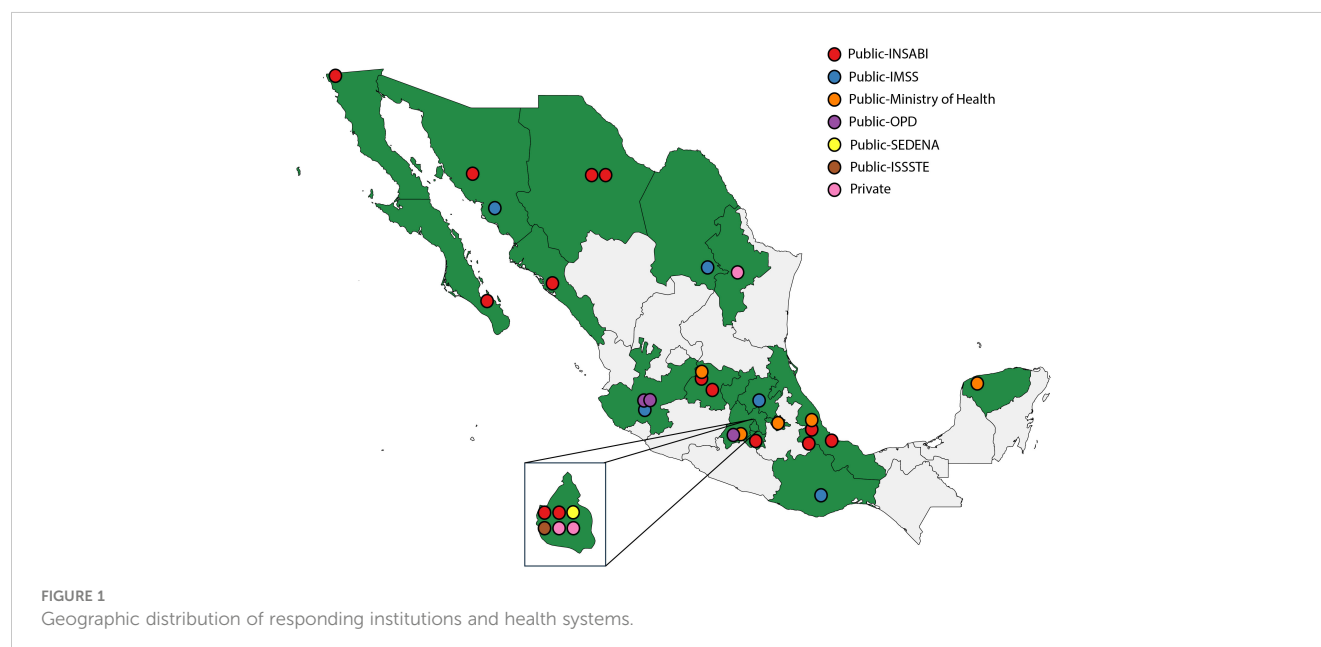 Public-INSABI
Public-IMSS
Public-Ministry of Health
Public-OPD
Public-SEDENA
Public-ISSSTE
Private
FIGURE 1
Geographic distribution of responding institutions and health systems.